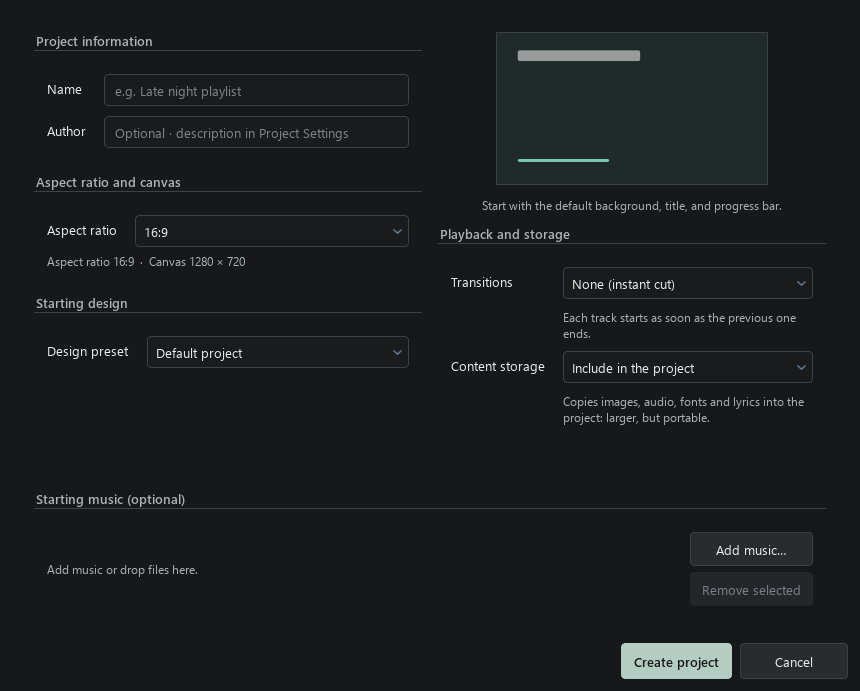 Project information
Name
e.g. Late night playlist
Author
Optional · description in Project Settings
Aspect ratio and canvas
Aspect ratio
16:9
Aspect ratio 16:9 · Canvas 1280 × 720
Starting design
Design preset
Default project
Start with the default background, title, and progress bar.
Playback and storage
Transitions
None (instant cut)
Each track starts as soon as the previous one
ends.
Content storage
Include in the project
Copies images, audio, fonts and lyrics into the
project: larger, but portable.
Starting music (optional)
Add music or drop files here.
Add music...
Remove selected
Create project
Cancel